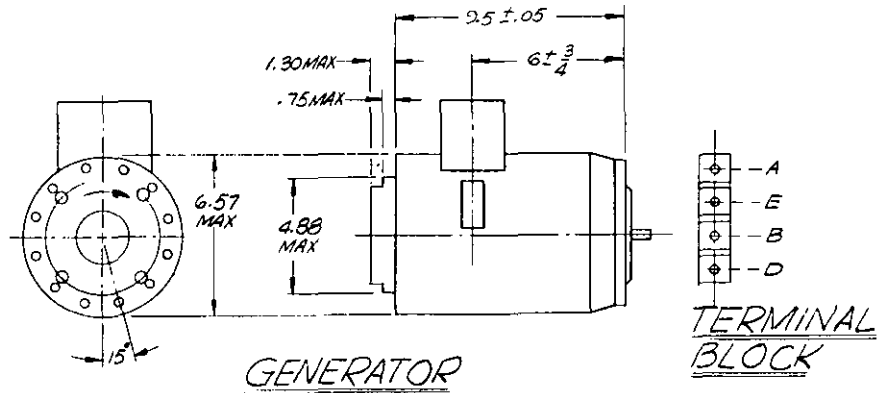 9.5 ±.05
1.30 MAX
6 ± 3/4
.75 MAX
A
6.57
MAX
E
4.88
MAX
B
D
15°
TERMINAL
BLOCK
GENERATOR